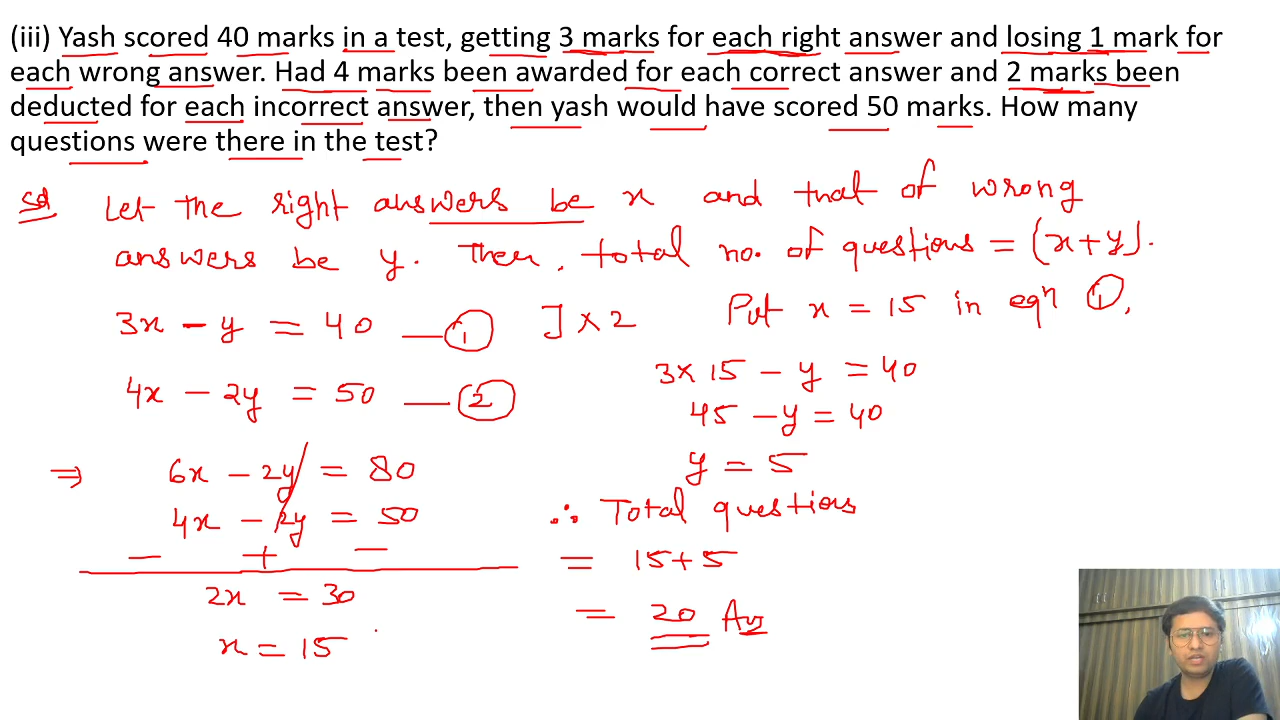 (iii) Yash scored 40 marks in a test, getting 3 marks for each right answer and losing 1 mark for
each wrong answer. Had 4 marks been awarded for each correct answer and 2 marks been
deducted for each incorrect answer, then yash would have scored 50 marks. How many
questions were there in the test?
Sol Let the right answers be x and that of wrong
answers be y. Then, total no. of questions = (x+y).
3x - y = 40 — ① ] × 2
4x - 2y = 50 — ②
⇒ 6x - 2y = 80
4x - 2y = 50
- + -
2x = 30
x = 15
Put x = 15 in eqn ①,
3 × 15 - y = 40
45 - y = 40
y = 5
∴ Total questions
= 15 + 5
= 20 Ans